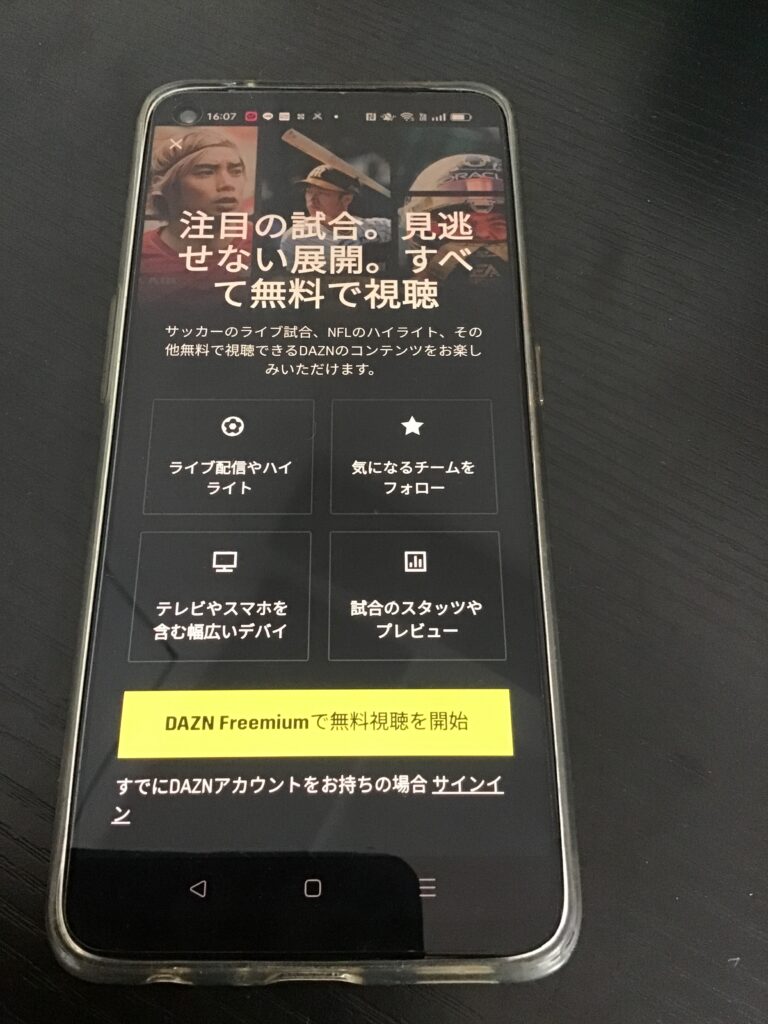 16:07
ORACLE
注目の試合。見逃
せない展開。すべ
て無料で視聴
サッカーのライブ試合、NFLのハイライト、その
他無料で視聴できるDAZNのコンテンツをお楽し
みいただけます。
ライブ配信やハイ
ライト
気になるチームを
フォロー
テレビやスマホを
含む幅広いデバイ
試合のスタッツや
プレビュー
DAZN Freemiumで無料視聴を開始
すでにDAZNアカウントをお持ちの場合 サインイ
ン